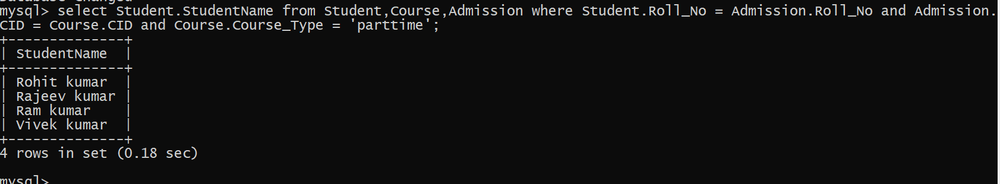 Database changed
mysql> select Student.StudentName from Student,Course,Admission where Student.Roll_No = Admission.Roll_No and Admission.
CID = Course.CID and Course.Course_Type = 'parttime';
+--------------+
| StudentName  |
+--------------+
| Rohit kumar  |
| Rajeev kumar |
| Ram kumar    |
| Vivek kumar  |
+--------------+
4 rows in set (0.18 sec)
mysql>